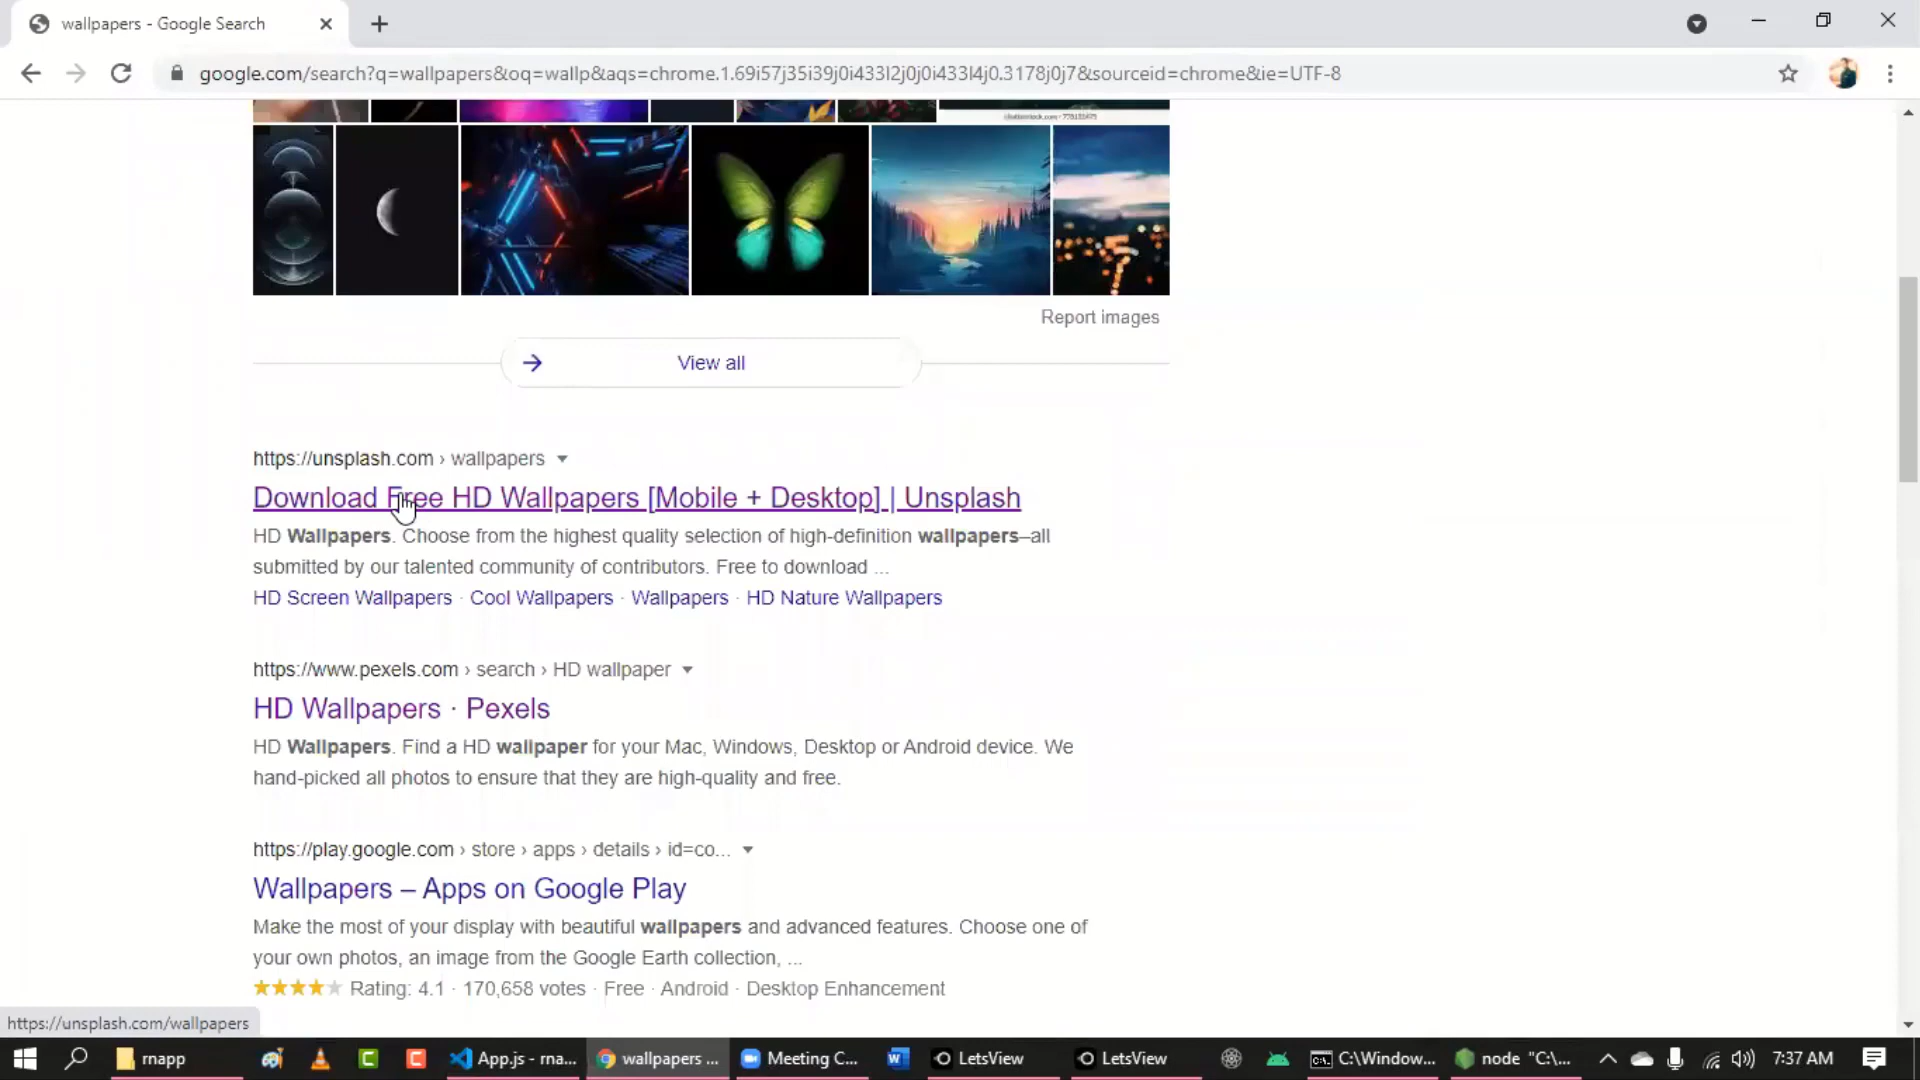 wallpapers - Google Search
google.com/search?q=wallpapers&oq=wallp&aqs=chrome.1.69i57j35i39j0i433l2j0j0i433l4j0.3178j0j7&sourceid=chrome&ie=UTF-8
Report images
View all
https://unsplash.com › wallpapers
Download Free HD Wallpapers [Mobile + Desktop] | Unsplash
HD Wallpapers. Choose from the highest quality selection of high-definition wallpapers–all
submitted by our talented community of contributors. Free to download ...
HD Screen Wallpapers · Cool Wallpapers · Wallpapers · HD Nature Wallpapers
https://www.pexels.com › search › HD wallpaper
HD Wallpapers · Pexels
HD Wallpapers. Find a HD wallpaper for your Mac, Windows, Desktop or Android device. We
hand-picked all photos to ensure that they are high-quality and free.
https://play.google.com › store › apps › details › id=co...
Wallpapers – Apps on Google Play
Make the most of your display with beautiful wallpapers and advanced features. Choose one of
your own photos, an image from the Google Earth collection, ...
Rating: 4.1 · 170,658 votes · Free · Android · Desktop Enhancement
https://unsplash.com/wallpapers
rnapp
App.js - rna...
wallpapers ...
Meeting C...
LetsView
LetsView
C:\Window...
node "C:\...
7:37 AM